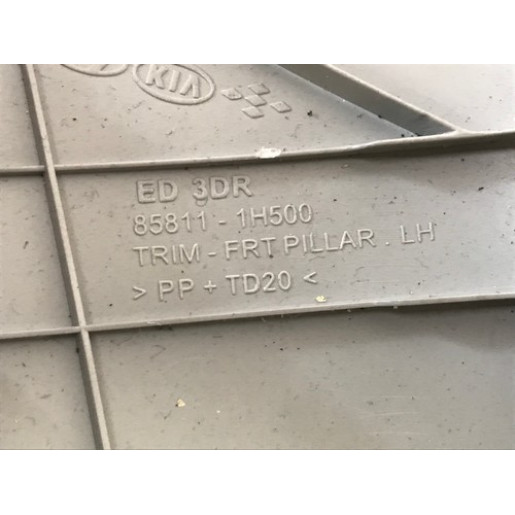 KIA
ED 3DR
85811 - 1H500
TRIM - FRT PILLAR . LH
> PP + TD20 <